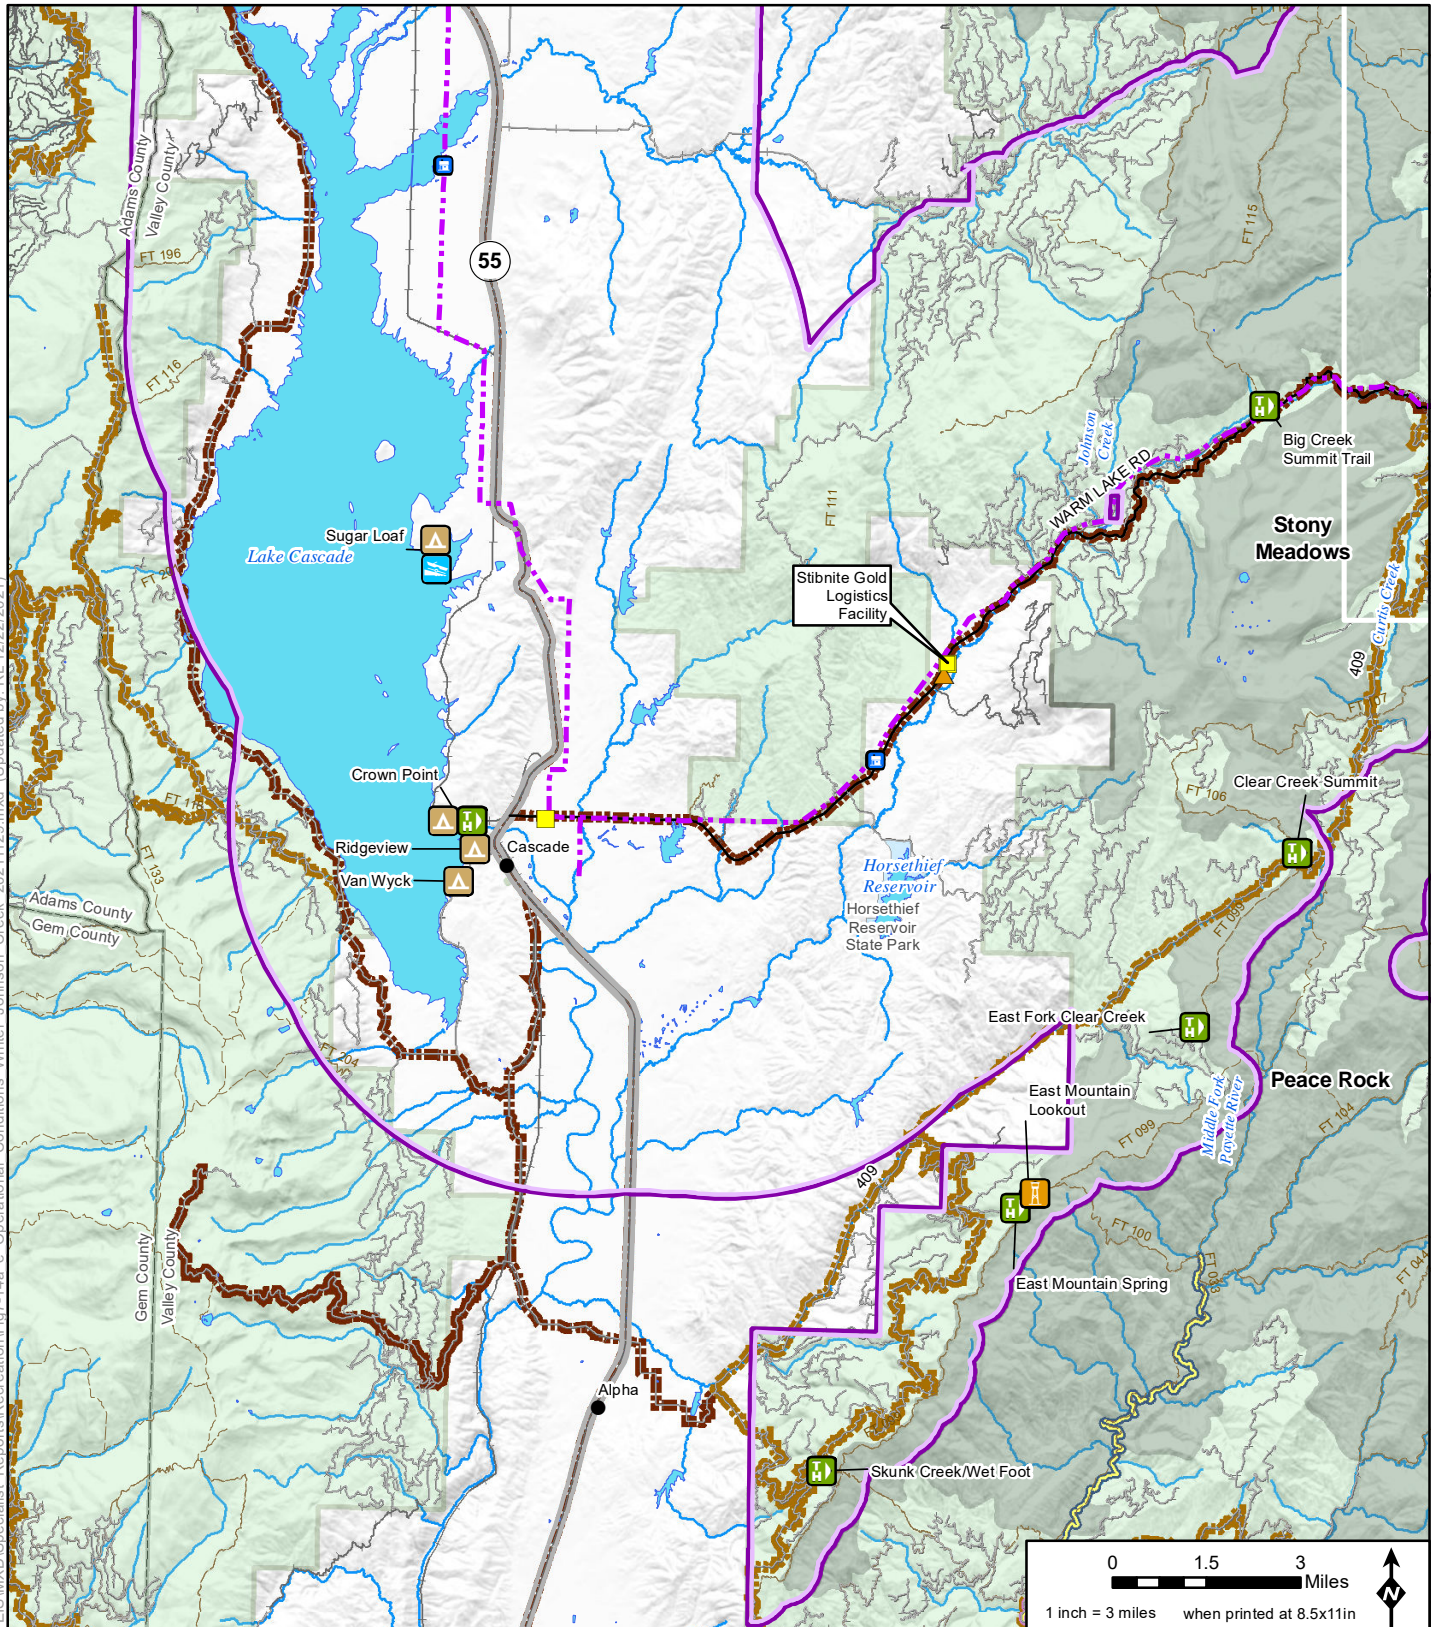 FT 196
Adams County
Valley County
55
FT 115
FT 116
Johnson
Creek
Big Creek
Summit Trail
WARM LAKE RD
FT 111
Stony
Meadows
Sugar Loaf
Lake Cascade
Stibnite Gold
Logistics
Facility
Curtis Creek
409
Crown Point
Clear Creek Summit
FT 106
FT 118
Ridgeview
Cascade
Van Wyck
FT 133
Horsethief
Reservoir
Horsethief
Reservoir
State Park
Adams County
Gem County
FT 099
East Fork Clear Creek
FT 204
East Mountain
Lookout
Peace Rock
Middle Fork
Payette River
FT 104
FT 099
409
FT 100
Gem County
Valley County
East Mountain Spring
FT 044
Alpha
Skunk Creek/Wet Foot
0 1.5 3
Miles
1 inch = 3 miles when printed at 8.5x11in
N